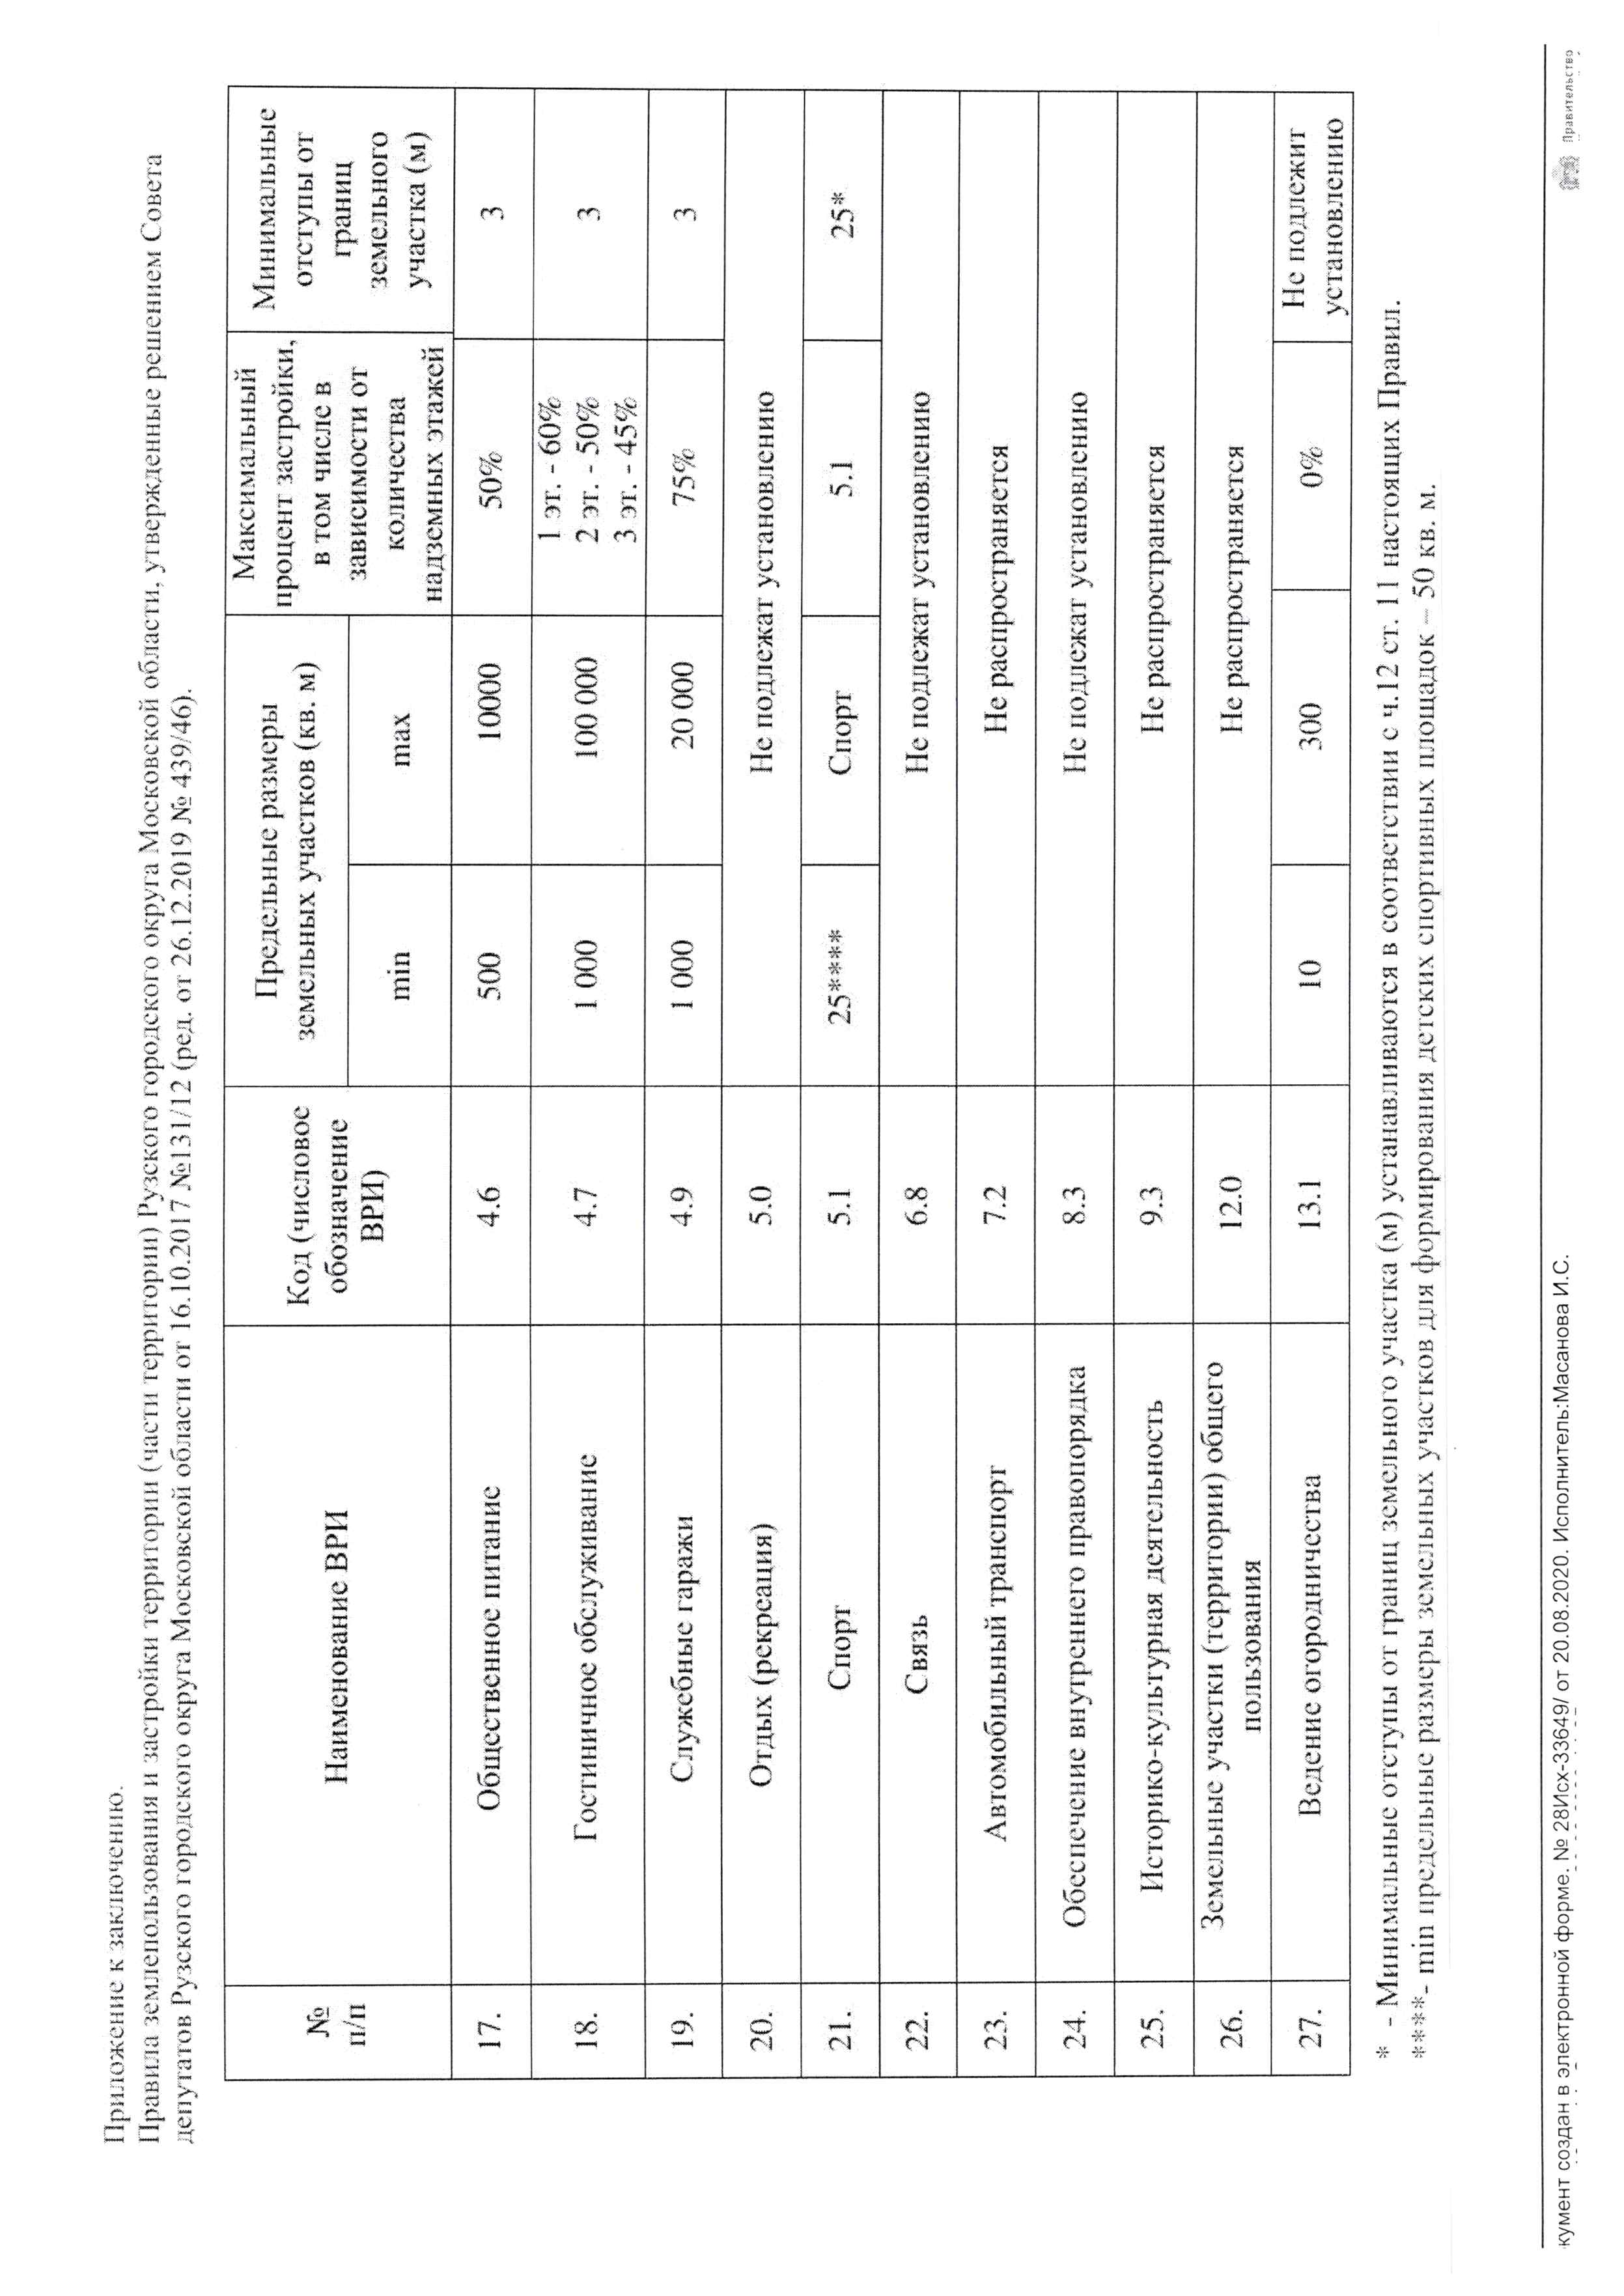 Приложение к заключению.
Правила землепользования и застройки территории (части территории) Рузского городского округа Московской области, утвержденные решением Совета
депутатов Рузского городского округа Московской области от 16.10.2017 №131/12 (ред. от 26.12.2019 № 439/46).
№ п/п Наименование ВРИ Код (числовое обозначение ВРИ) Предельные размеры земельных участков (кв. м) Максимальный процент застройки, в том числе в зависимости от количества надземных этажей Минимальные отступы от границ земельного участка (м)
min max
17. Общественное питание 4.6 500 10000 50% 3
18. Гостиничное обслуживание 4.7 1 000 100 000 1 эт. - 60% 2 эт. - 50% 3 эт. - 45% 3
19. Служебные гаражи 4.9 1 000 20 000 75% 3
20. Отдых (рекреация) 5.0 Не подлежат установлению
21. Спорт 5.1 25**** Спорт 5.1 25*
22. Связь 6.8 Не подлежат установлению
23. Автомобильный транспорт 7.2 Не распространяется
24. Обеспечение внутреннего правопорядка 8.3 Не подлежат установлению
25. Историко-культурная деятельность 9.3 Не распространяется
26. Земельные участки (территории) общего пользования 12.0 Не распространяется
27. Ведение огородничества 13.1 10 300 0% Не подлежит установлению
* - Минимальные отступы от границ земельного участка (м) устанавливаются в соответствии с ч.12 ст. 11 настоящих Правил.
****- min предельные размеры земельных участков для формирования детских спортивных площадок – 50 кв. м.
кумент создан в электронной форме. № 28Исх-33649/ от 20.08.2020. Исполнитель:Масанова И.С.
Правительство